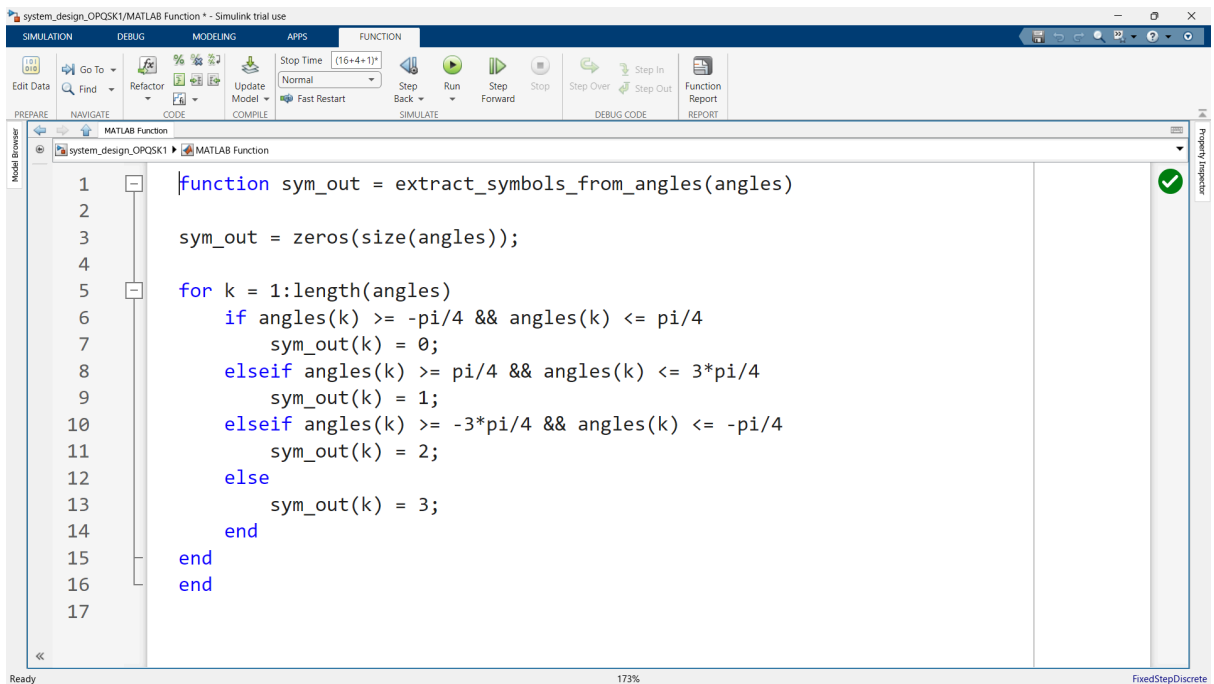 system_design_OPQSK1/MATLAB Function * - Simulink trial use
SIMULATION DEBUG MODELING APPS FUNCTION
Edit Data
Go To
Find
Refactor
Update Model
Stop Time (16+4+1)*
Normal
Fast Restart
Step Back
Run
Step Forward
Stop
Step Over
Step In
Step Out
Function Report
PREPARE NAVIGATE CODE COMPILE SIMULATE DEBUG CODE REPORT
MATLAB Function
system_design_OPQSK1 MATLAB Function
Model Browser
Property Inspector
1 function sym_out = extract_symbols_from_angles(angles)
2
3 sym_out = zeros(size(angles));
4
5 for k = 1:length(angles)
6 if angles(k) >= -pi/4 && angles(k) <= pi/4
7 sym_out(k) = 0;
8 elseif angles(k) >= pi/4 && angles(k) <= 3*pi/4
9 sym_out(k) = 1;
10 elseif angles(k) >= -3*pi/4 && angles(k) <= -pi/4
11 sym_out(k) = 2;
12 else
13 sym_out(k) = 3;
14 end
15 end
16 end
17
Ready 173% FixedStepDiscrete